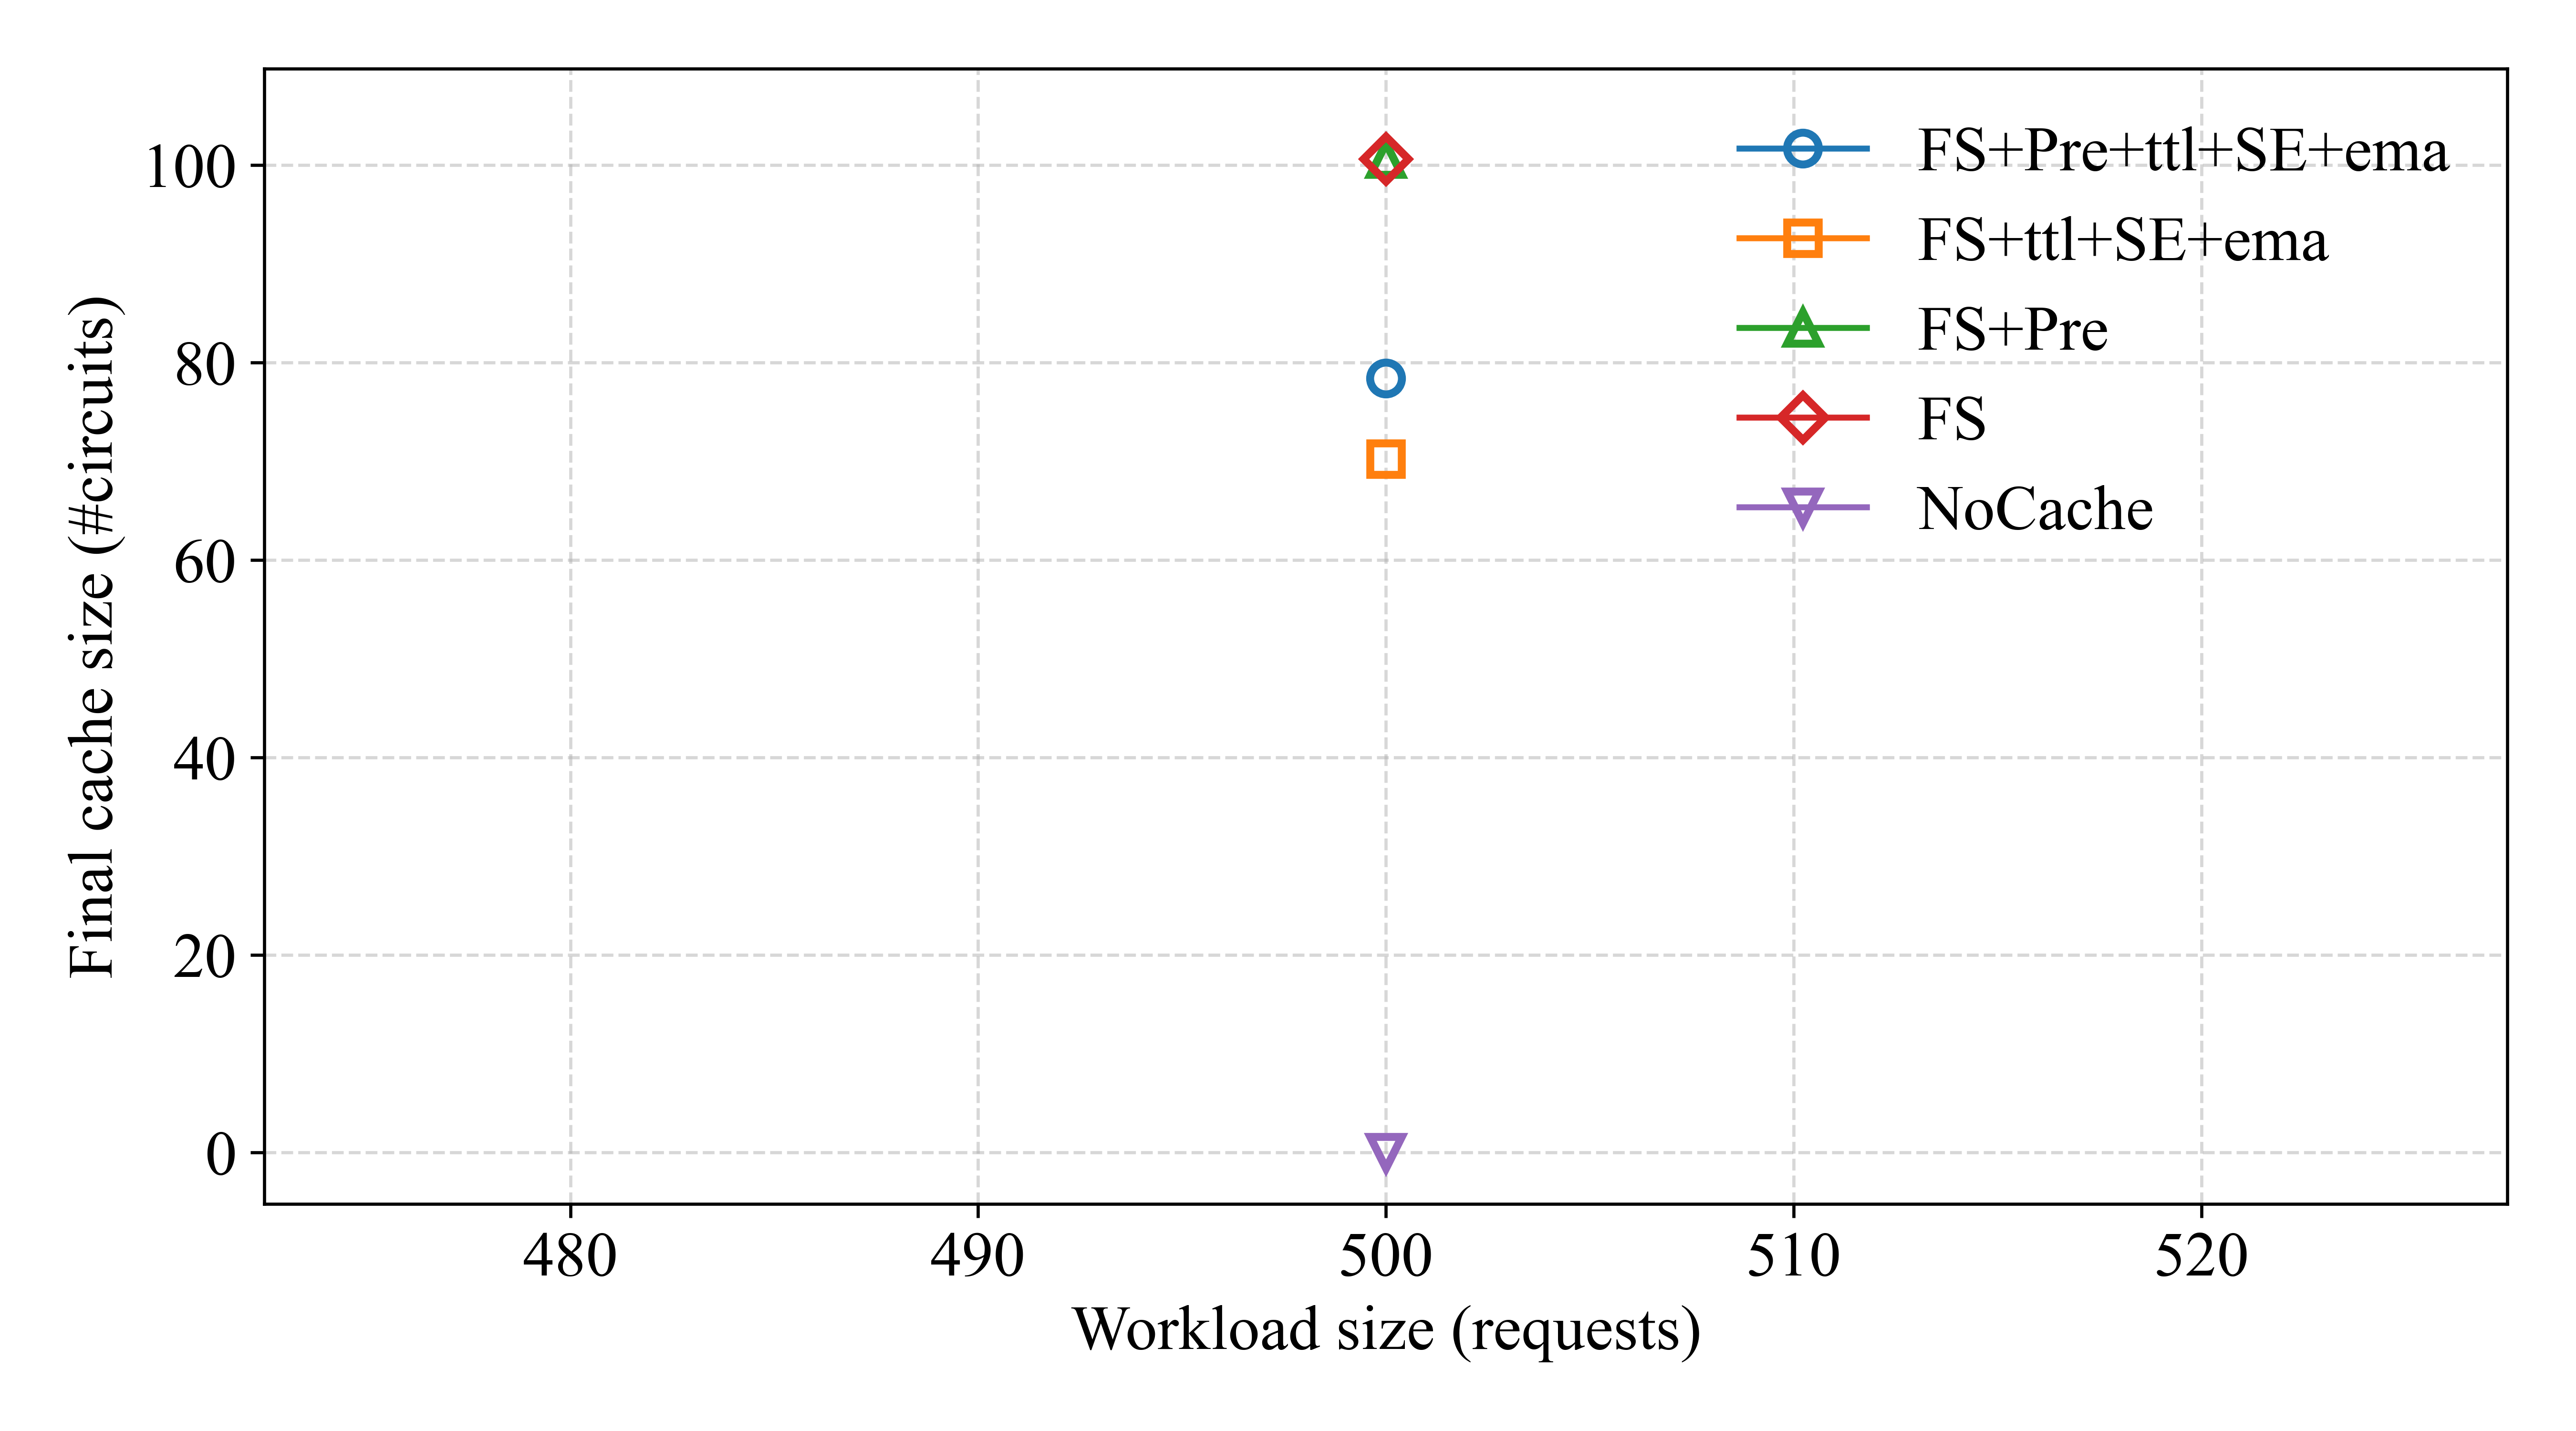 100
80
60
40
20
0
Final cache size (#circuits)
FS+Pre+ttl+SE+ema
FS+ttl+SE+ema
FS+Pre
FS
NoCache
480 490 500 510 520
Workload size (requests)